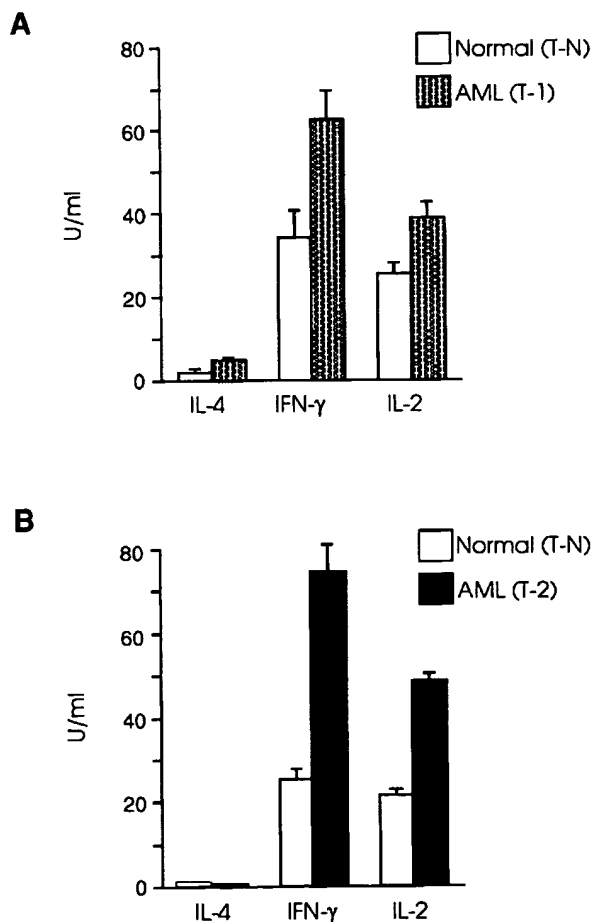 A
80
60
40
20
0
U/ml
Normal (T-N)
AML (T-1)
IL-4 IFN-γ IL-2
B
80
60
40
20
0
U/ml
Normal (T-N)
AML (T-2)
IL-4 IFN-γ IL-2